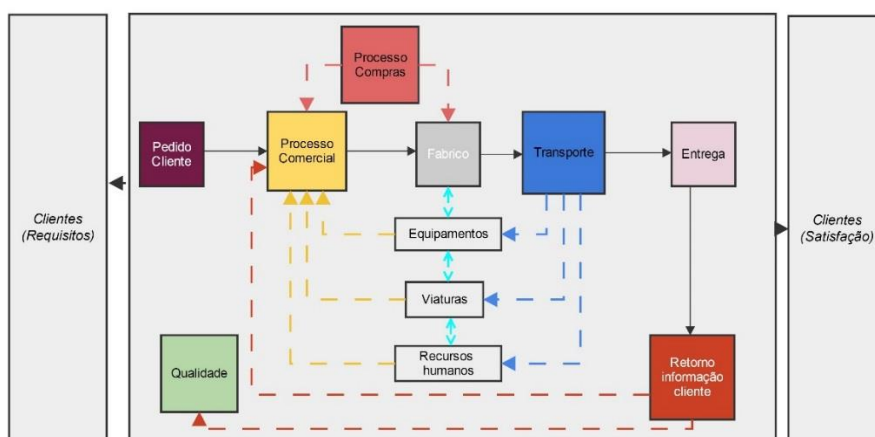 Processo
Compras
Pedido
Cliente
Processo
Comercial
Fabrico
Transporte
Entrega
Clientes
(Requisitos)
Clientes
(Satisfação)
Equipamentos
Viaturas
Recursos
humanos
Qualidade
Retorno
informação
cliente